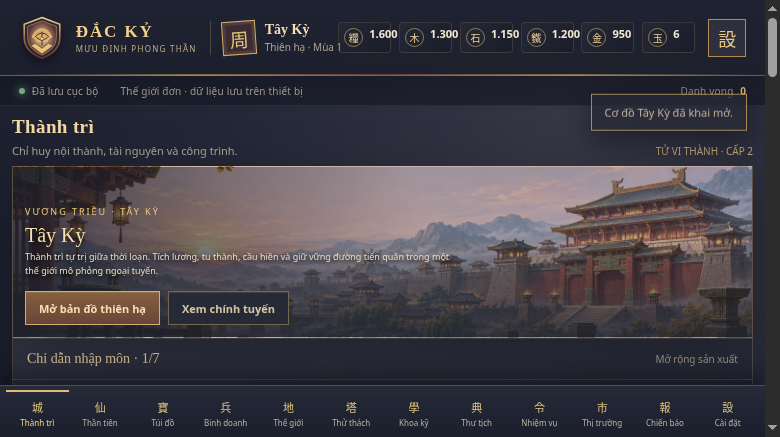 ĐẮC KỶ
MƯU ĐỊNH PHONG THẦN
周
Tây Kỳ
Thiên hạ · Mùa 1
糧 1.600
木 1.300
石 1.150
鐵 1.200
金 950
玉 6
設
Đã lưu cục bộ
Thế giới đơn · dữ liệu lưu trên thiết bị
Danh vọng 0
Cơ đồ Tây Kỳ đã khai mở.
Thành trì
Chỉ huy nội thành, tài nguyên và công trình.
TỬ VI THÀNH · CẤP 2
VƯƠNG TRIỀU · TÂY KỲ
Tây Kỳ
Thành trì tự trị giữa thời loạn. Tích lương, tu thành, cầu hiền và giữ vững đường tiến quân trong một
thế giới mô phỏng ngoại tuyến.
Mở bản đồ thiên hạ
Xem chính tuyến
Chỉ dẫn nhập môn · 1/7
Mở rộng sản xuất
城 仙 寶 兵 地 塔 學 典 令 市 報 設
Thành trì Thần tiên Túi đồ Binh doanh Thế giới Thử thách Khoa kỹ Thư tịch Nhiệm vụ Thị trường Chiến báo Cài đặt